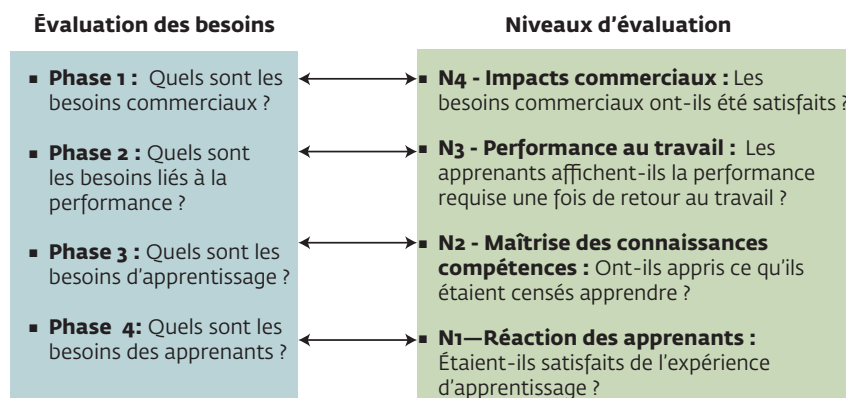 Évaluation des besoins
▪ Phase 1 : Quels sont les
besoins commerciaux ?
▪ Phase 2 : Quels sont
les besoins liés à la
performance ?
▪ Phase 3 : Quels sont les
besoins d'apprentissage ?
▪ Phase 4: Quels sont les
besoins des apprenants ?
Niveaux d'évaluation
▪ N4 - Impacts commerciaux : Les
besoins commerciaux ont-ils été satisfaits ?
▪ N3 - Performance au travail : Les
apprenants affichent-ils la performance
requise une fois de retour au travail ?
▪ N2 - Maîtrise des connaissances
compétences : Ont-ils appris ce qu'ils
étaient censés apprendre ?
▪ N1—Réaction des apprenants :
Étaient-ils satisfaits de l'expérience
d'apprentissage ?